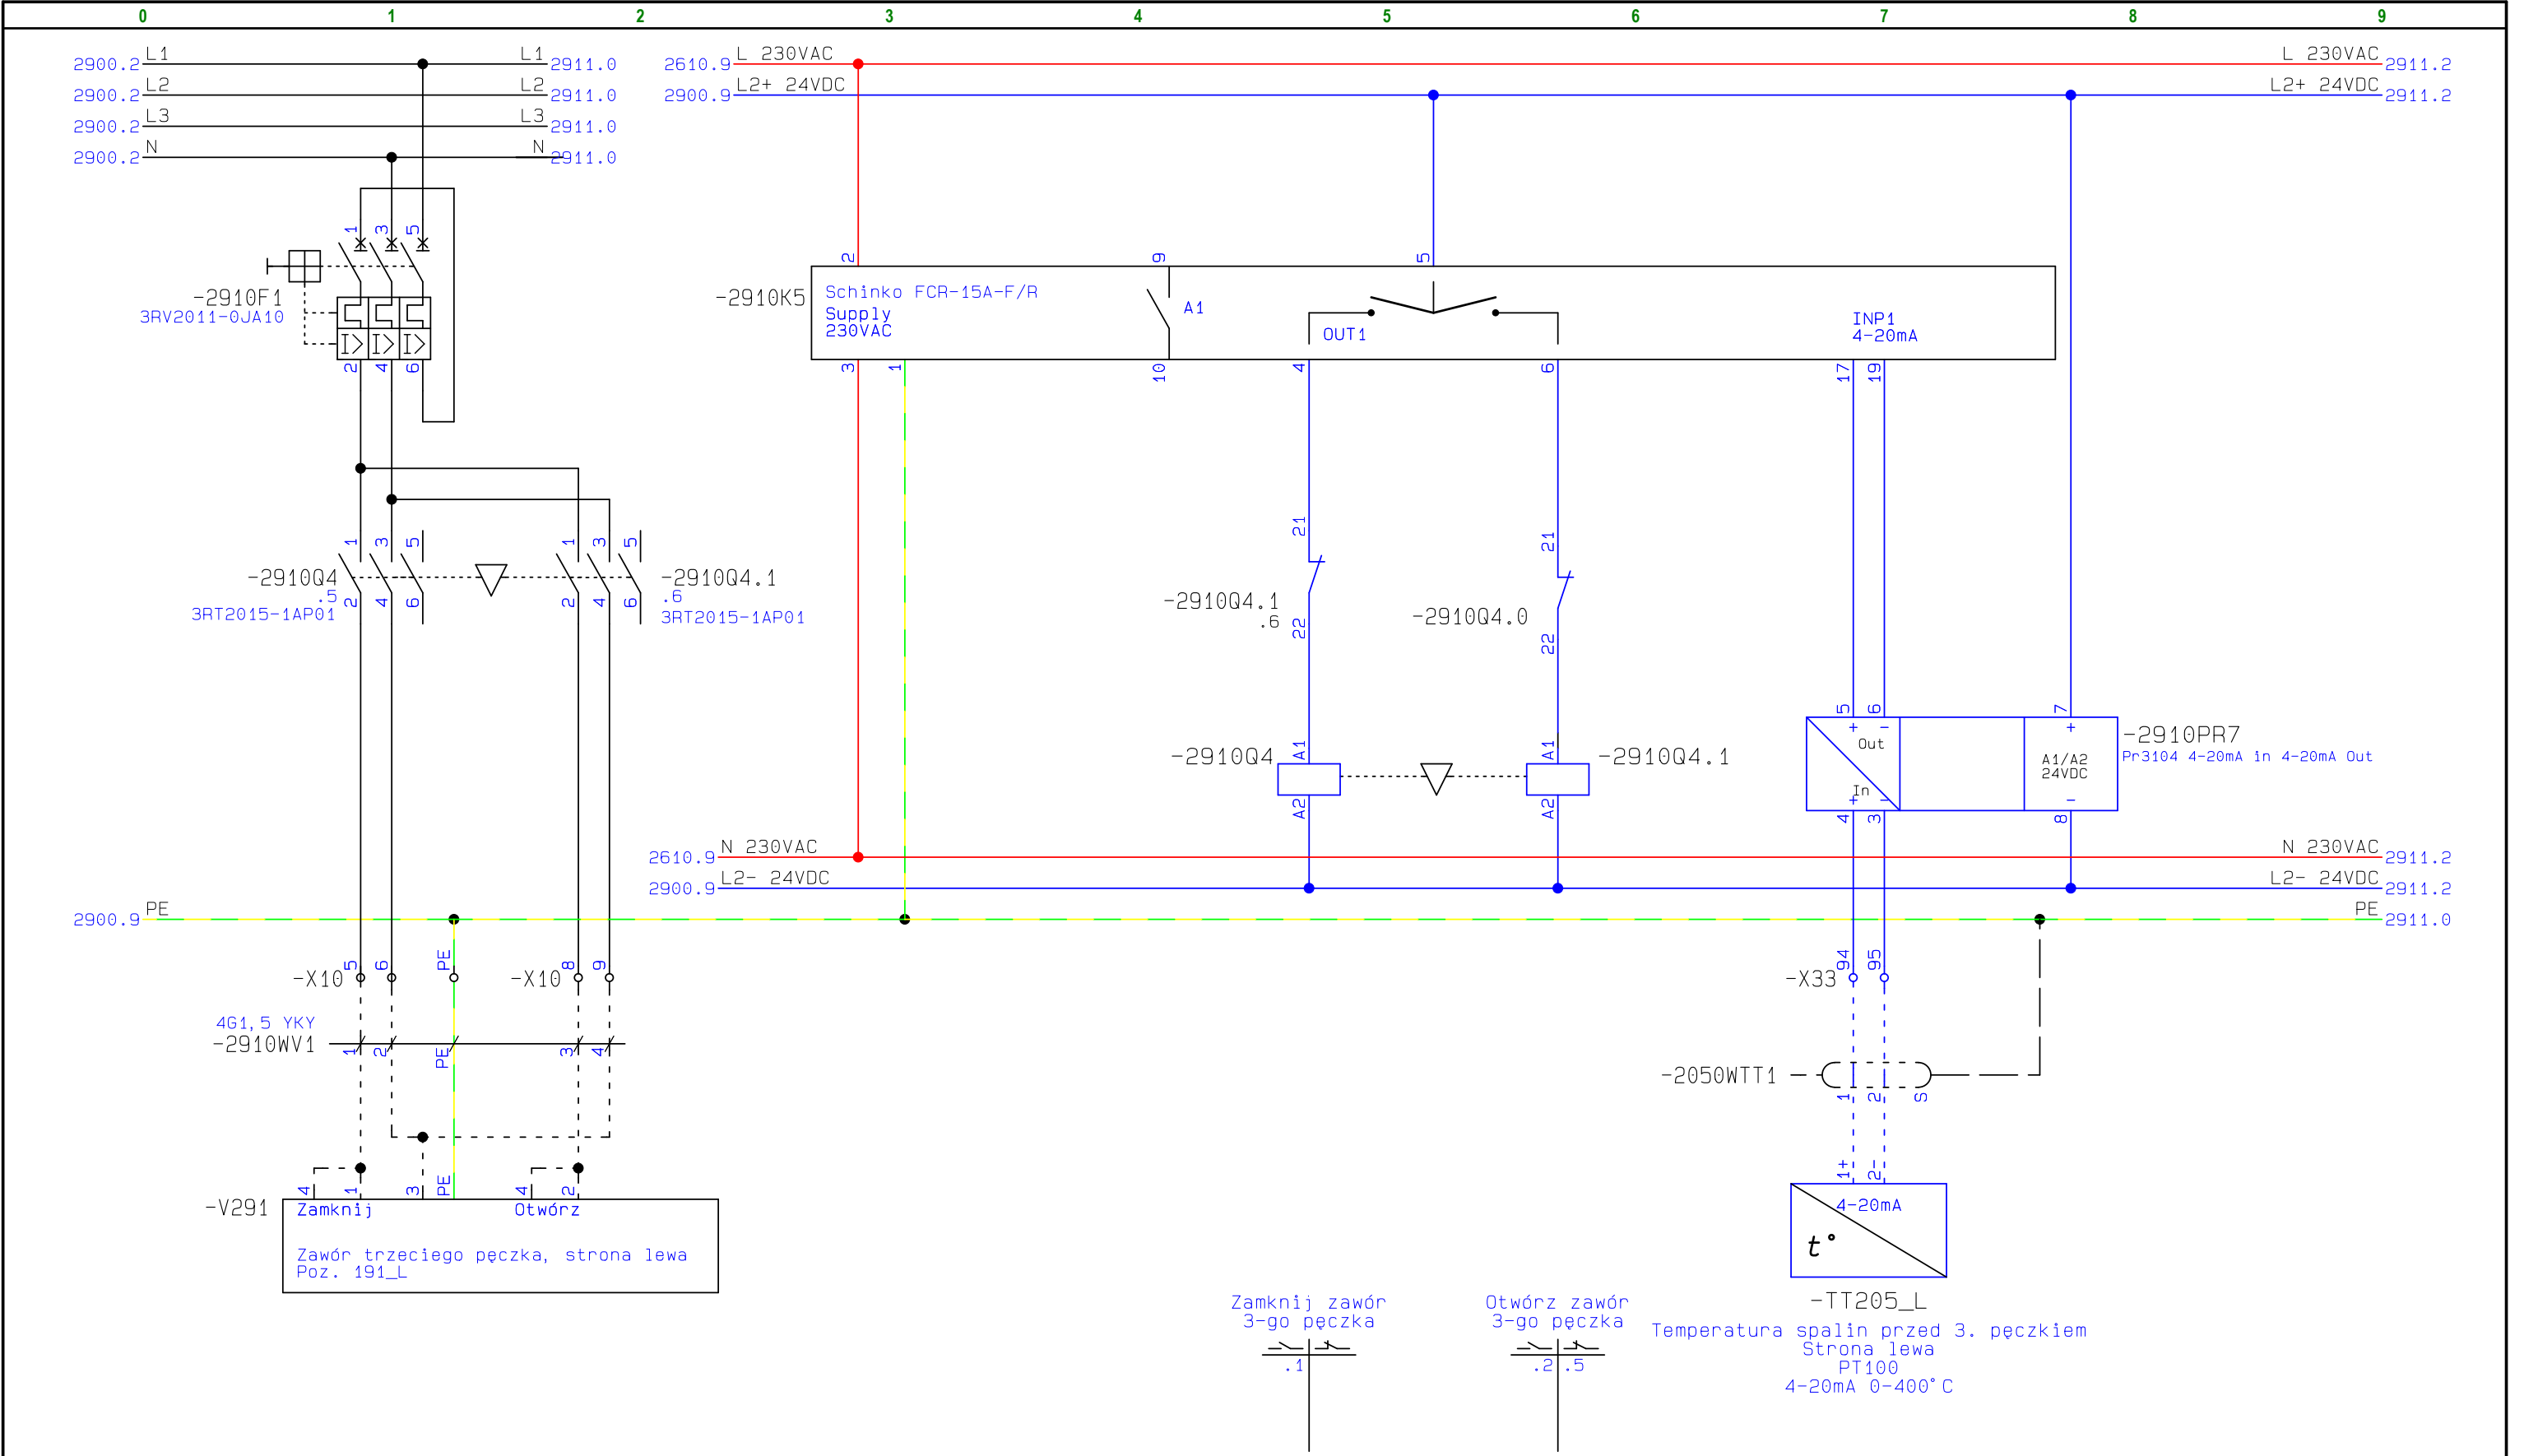 0 1 2 3 4 5 6 7 8 9
2900.2 L1 L1 2911.0
2900.2 L2 L2 2911.0
2900.2 L3 L3 2911.0
2900.2 N N 2911.0
2610.9 L 230VAC L 230VAC 2911.2
2900.9 L2+ 24VDC L2+ 24VDC 2911.2
1 3 5
-2910F1
3RV2011-0JA10
I> I> I>
2 4 6
2 9 5
-2910K5
Schinko FCR-15A-F/R
Supply
230VAC
A1
OUT1
INP1
4-20mA
3 1 10 4 6 17 19
1 3 5
1 3 5
-2910Q4
.5
3RT2015-1AP01
2 4 6
2 4 6
-2910Q4.1
.6
3RT2015-1AP01
21
-2910Q4.1
.6
22
21
-2910Q4.0
22
-2910Q4
A1
A2
A1
A2
-2910Q4.1
5 6 7
+ - +
Out
In
+ - -
A1/A2
24VDC
4 3 8
-2910PR7
Pr3104 4-20mA in 4-20mA Out
2610.9 N 230VAC N 230VAC 2911.2
2900.9 L2- 24VDC L2- 24VDC 2911.2
2900.9 PE PE 2911.0
-X10 5 6 PE
-X10 8 9
-X33 94 95
4G1,5 YKY
-2910WV1
1 2 PE 3 4
-2050WTT1
1 2 S
4 1 3 PE 4 2
-V291
Zamknij Otwórz
Zawór trzeciego pęczka, strona lewa
Poz. 191_L
1+ 2-
4-20mA
t°
-TT205_L
Temperatura spalin przed 3. pęczkiem
Strona lewa
PT100
4-20mA 0-400°C
Zamknij zawór
3-go pęczka
.1
Otwórz zawór
3-go pęczka
.2 .5